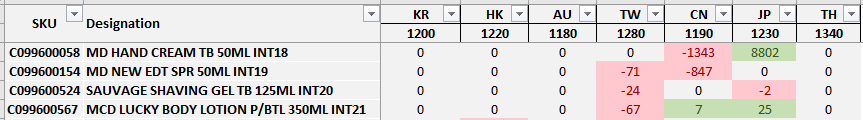 SKU Designation KR HK AU TW CN JP TH
1200 1220 1180 1280 1190 1230 1340
C099600058 MD HAND CREAM TB 50ML INT18 0 0 0 0 -1343 8802 0
C099600154 MD NEW EDT SPR 50ML INT19 0 0 0 -71 -847 0 0
C099600524 SAUVAGE SHAVING GEL TB 125ML INT20 0 0 0 -24 0 -2 0
C099600567 MCD LUCKY BODY LOTION P/BTL 350ML INT21 0 0 0 -67 7 25 0